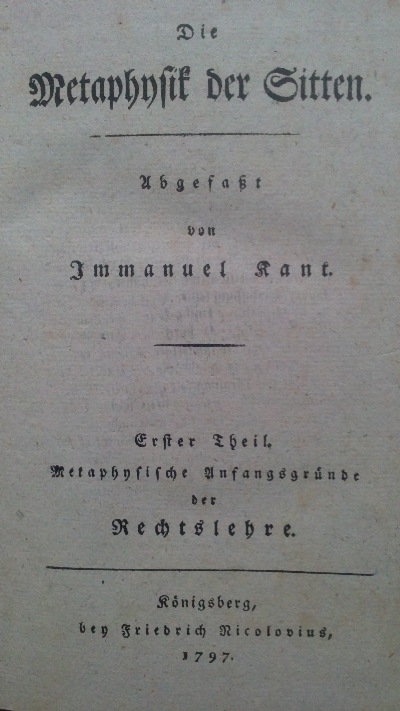 Die
Metaphysik der Sitten.
Abgefaßt
von
Immanuel Kant.
Erster Theil.
Metaphysische Anfangsgründe
der
Rechtslehre.
Königsberg,
bey Friedrich Nicolovius,
1797.